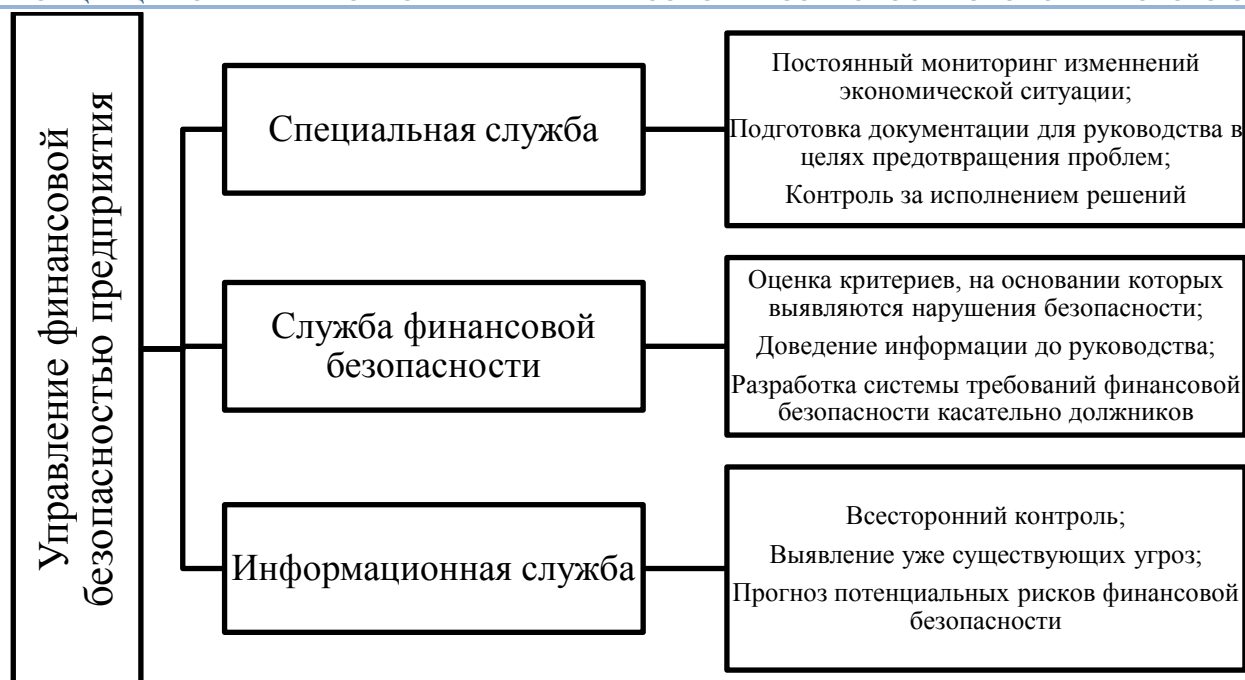 Управление финансовой
безопасностью предприятия
Специальная служба
Постоянный мониторинг изменнений
экономической ситуации;
Подготовка документации для руководства в
целях предотвращения проблем;
Контроль за исполнением решений
Служба финансовой
безопасности
Оценка критериев, на основании которых
выявляются нарушения безопасности;
Доведение информации до руководства;
Разработка системы требований финансовой
безопасности касательно должников
Информационная служба
Всесторонний контроль;
Выявление уже существующих угроз;
Прогноз потенциальных рисков финансовой
безопасности